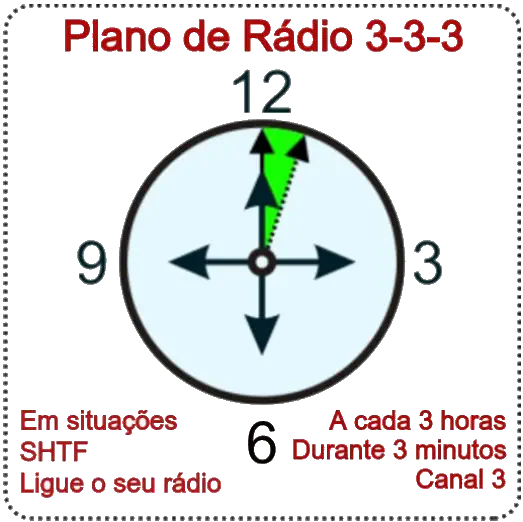 Plano de Rádio 3-3-3
12
9
3
6
Em situações
SHTF
Ligue o seu rádio
A cada 3 horas
Durante 3 minutos
Canal 3